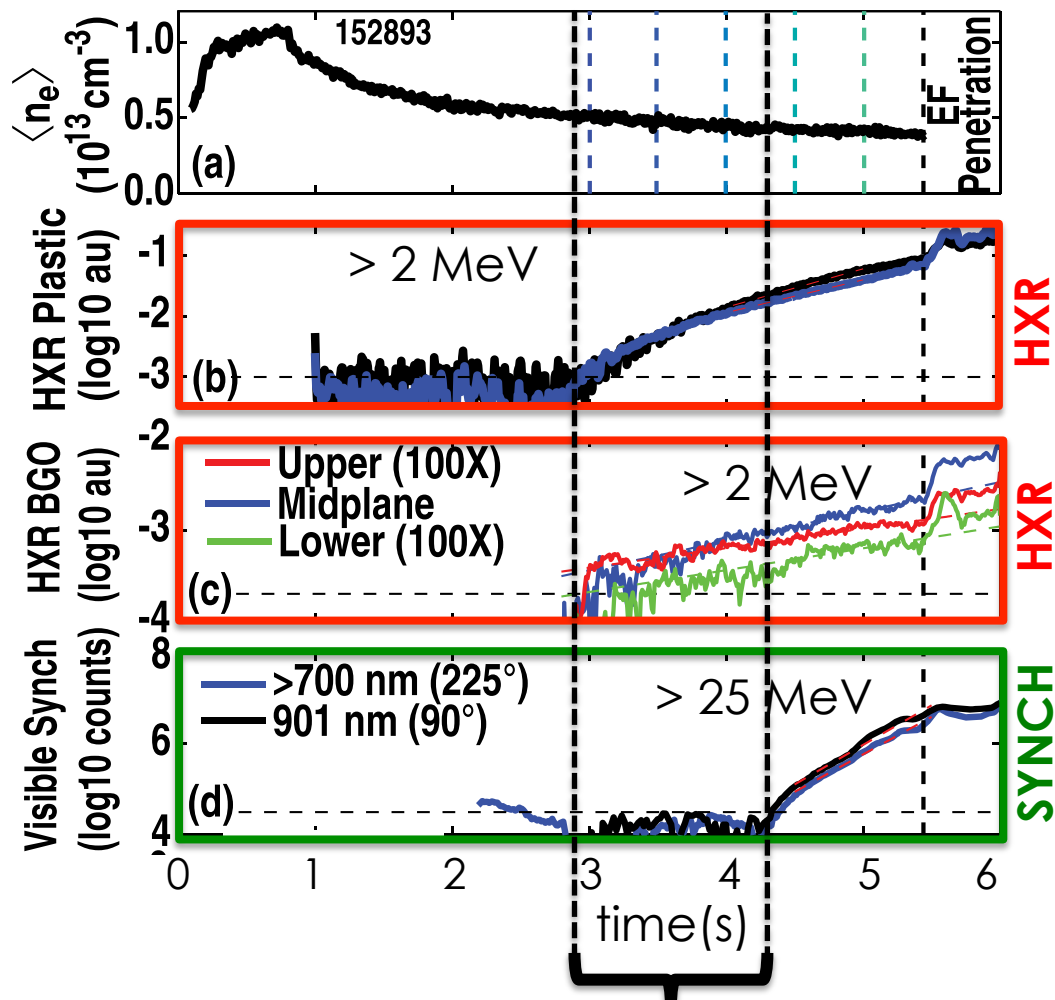 ⟨nₑ⟩
(10¹³ cm⁻³)
1.0
0.5
0.0
152893
(a)
EF
Penetration
HXR Plastic
(log10 au)
-1
-2
-3
> 2 MeV
(b)
HXR
HXR BGO
(log10 au)
-2
-3
-4
Upper (100X)
Midplane
Lower (100X)
> 2 MeV
(c)
HXR
Visible Synch
(log10 counts)
8
6
4
>700 nm (225°)
901 nm (90°)
> 25 MeV
(d)
SYNCH
0 1 2 3 4 5 6
time(s)